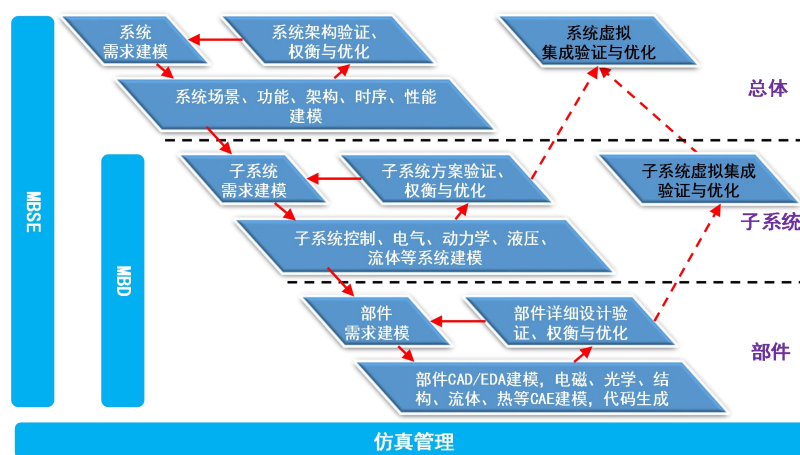 系统
需求建模
系统架构验证、
权衡与优化
系统虚拟
集成验证与优化
系统场景、功能、架构、时序、性能
建模
总体
子系统
需求建模
子系统方案验证、
权衡与优化
子系统虚拟集成
验证与优化
子系统
子系统控制、电气、动力学、液压、
流体等系统建模
部件
需求建模
部件详细设计验
证、权衡与优化
部件
部件CAD/EDA建模，电磁、光学、结
构、流体、热等CAE建模，代码生成
MBSE
MBD
仿真管理